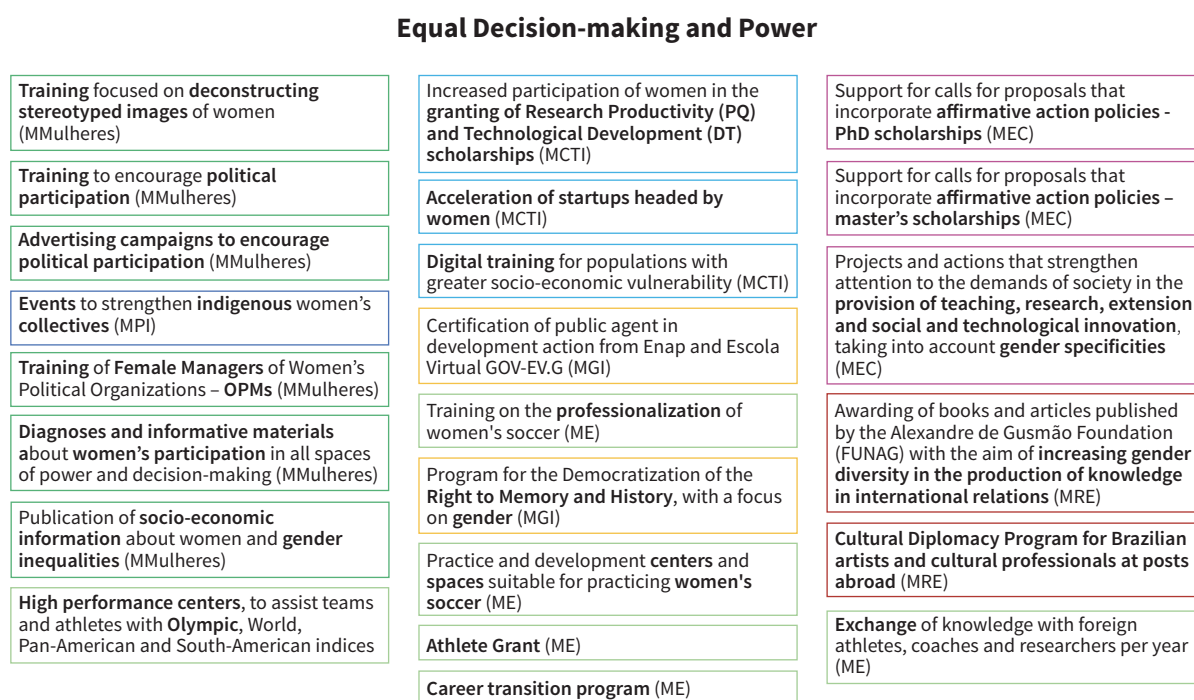 Equal Decision-making and Power
Training focused on deconstructing
stereotyped images of women
(MMulheres)
Training to encourage political
participation (MMulheres)
Advertising campaigns to encourage
political participation (MMulheres)
Events to strengthen indigenous women's
collectives (MPI)
Training of Female Managers of Women's
Political Organizations – OPMs (MMulheres)
Diagnoses and informative materials
about women's participation in all spaces
of power and decision-making (MMulheres)
Publication of socio-economic
information about women and gender
inequalities (MMulheres)
High performance centers, to assist teams
and athletes with Olympic, World,
Pan-American and South-American indices
Increased participation of women in the
granting of Research Productivity (PQ)
and Technological Development (DT)
scholarships (MCTI)
Acceleration of startups headed by
women (MCTI)
Digital training for populations with
greater socio-economic vulnerability (MCTI)
Certification of public agent in
development action from Enap and Escola
Virtual GOV-EV.G (MGI)
Training on the professionalization of
women's soccer (ME)
Program for the Democratization of the
Right to Memory and History, with a focus
on gender (MGI)
Practice and development centers and
spaces suitable for practicing women's
soccer (ME)
Athlete Grant (ME)
Career transition program (ME)
Support for calls for proposals that
incorporate affirmative action policies -
PhD scholarships (MEC)
Support for calls for proposals that
incorporate affirmative action policies –
master's scholarships (MEC)
Projects and actions that strengthen
attention to the demands of society in the
provision of teaching, research, extension
and social and technological innovation,
taking into account gender specificities
(MEC)
Awarding of books and articles published
by the Alexandre de Gusmão Foundation
(FUNAG) with the aim of increasing gender
diversity in the production of knowledge
in international relations (MRE)
Cultural Diplomacy Program for Brazilian
artists and cultural professionals at posts
abroad (MRE)
Exchange of knowledge with foreign
athletes, coaches and researchers per year
(ME)